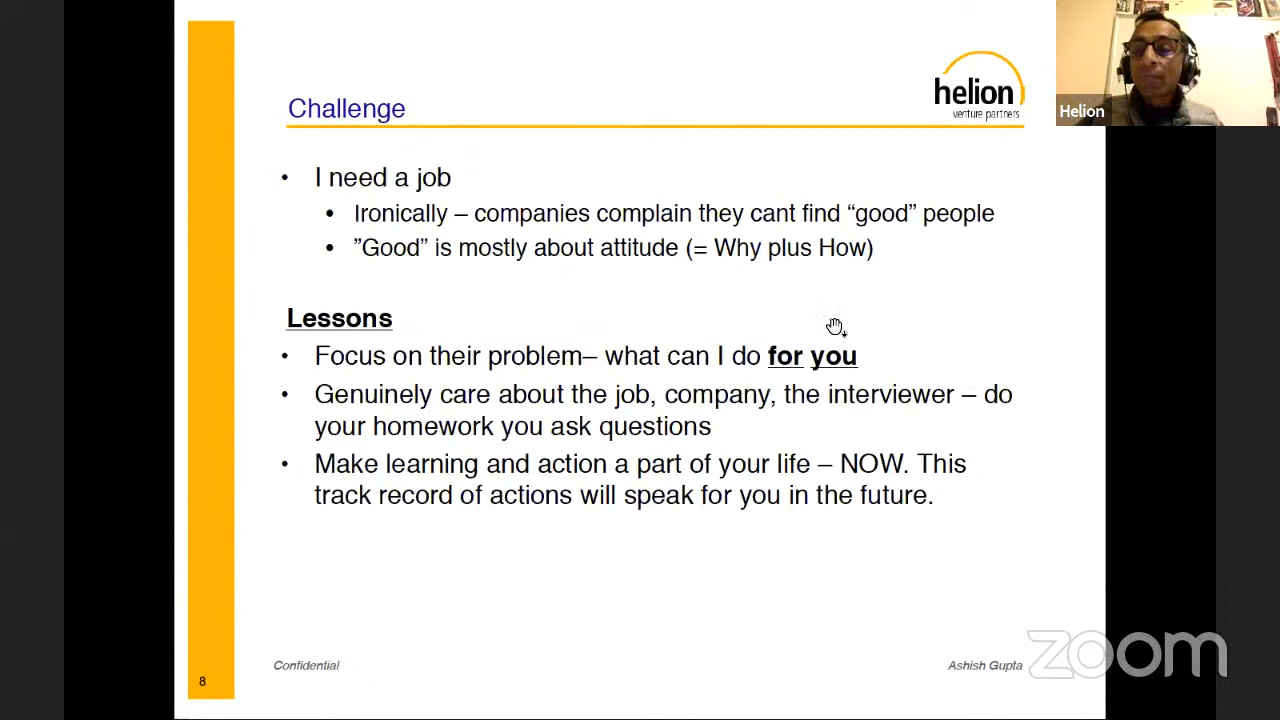 helion
venture partners
Helion
Challenge
• I need a job
• Ironically – companies complain they cant find “good” people
• ”Good” is mostly about attitude (= Why plus How)
Lessons
• Focus on their problem– what can I do for you
• Genuinely care about the job, company, the interviewer – do
your homework you ask questions
• Make learning and action a part of your life – NOW. This
track record of actions will speak for you in the future.
Confidential
Ashish Gupta
zoom
8